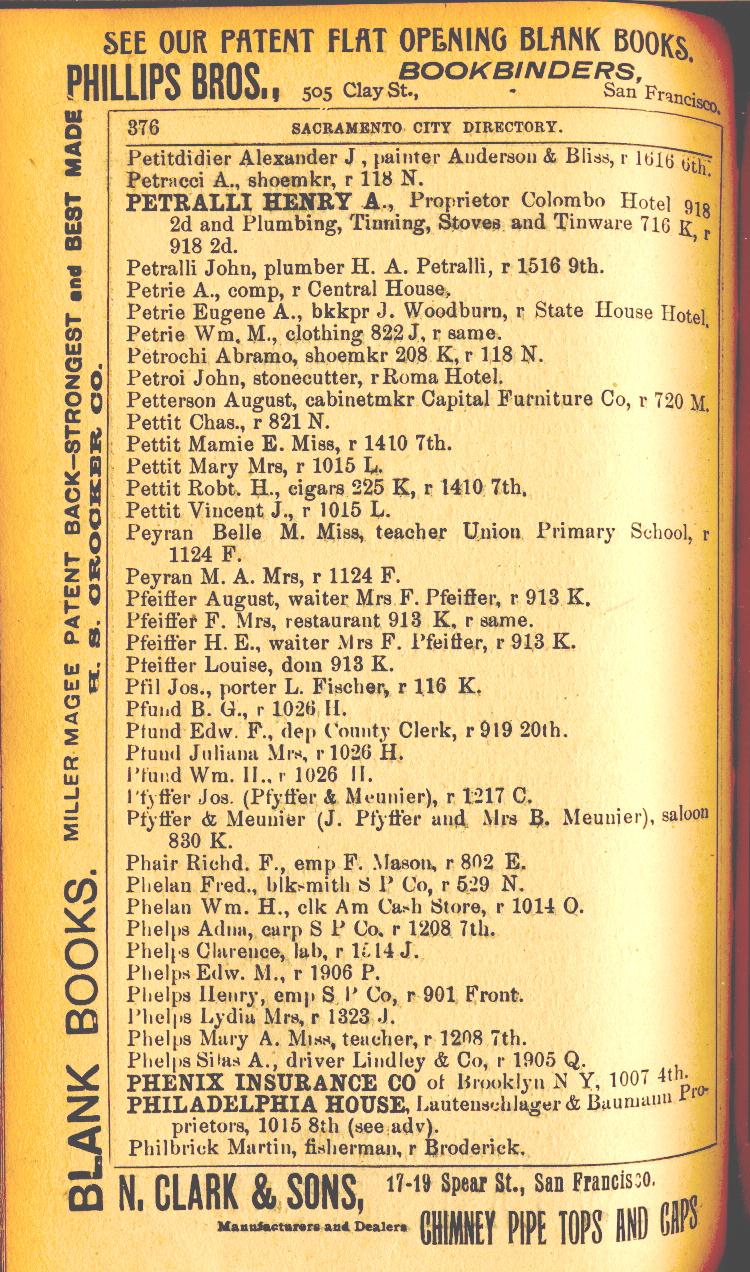 SEE OUR PATENT FLAT OPENING BLANK BOOKS.
PHILLIPS BROS., 505 Clay St., BOOKBINDERS, San Francisco.
BLANK BOOKS. MILLER MAGEE PATENT BACK—STRONGEST and BEST MADE
H. S. CROCKER CO.
376 SACRAMENTO CITY DIRECTORY.
Petitdidier Alexander J, painter Anderson & Bliss, r 1616 6th.
Petracci A., shoemkr, r 118 N.
PETRALLI HENRY A., Proprietor Colombo Hotel 918
2d and Plumbing, Tinning, Stoves and Tinware 716 K, r
918 2d.
Petralli John, plumber H. A. Petralli, r 1516 9th.
Petrie A., comp, r Central House.
Petrie Eugene A., bkkpr J. Woodburn, r State House Hotel.
Petrie Wm. M., clothing 822 J, r same.
Petrochi Abramo, shoemkr 208 K, r 118 N.
Petroi John, stonecutter, r Roma Hotel.
Petterson August, cabinetmkr Capital Furniture Co, r 720 M.
Pettit Chas., r 821 N.
Pettit Mamie E. Miss, r 1410 7th.
Pettit Mary Mrs, r 1015 L.
Pettit Robt. H., cigars 225 K, r 1410 7th.
Pettit Vincent J., r 1015 L.
Peyran Belle M. Miss, teacher Union Primary School, r
1124 F.
Peyran M. A. Mrs, r 1124 F.
Pfeiffer August, waiter Mrs F. Pfeiffer, r 913 K.
Pfeiffer F. Mrs, restaurant 913 K, r same.
Pfeiffer H. E., waiter Mrs F. Pfeiffer, r 913 K.
Pfeiffer Louise, dom 913 K.
Pfil Jos., porter L. Fischer, r 116 K.
Pfund B. G., r 1026 H.
Pfund Edw. F., dep County Clerk, r 919 20th.
Pfund Juliana Mrs, r 1026 H.
Pfund Wm. H., r 1026 H.
Pfyffer Jos. (Pfyffer & Meunier), r 1217 C.
Pfyffer & Meunier (J. Pfyffer and Mrs B. Meunier), saloon
830 K.
Phair Richd. F., emp F. Mason, r 802 E.
Phelan Fred., blksmith S P Co, r 529 N.
Phelan Wm. H., clk Am Cash Store, r 1014 O.
Phelps Adna, carp S P Co, r 1208 7th.
Phelps Clarence, lab, r J.
Phelps Edw. M., r 1906 P.
Phelps Henry, emp S P Co, r 901 Front.
Phelps Lydia Mrs, r 1323 J.
Phelps Mary A. Miss, teacher, r 1208 7th.
Phelps Silas A., driver Lindley & Co, r 1905 Q.
PHENIX INSURANCE CO of Brooklyn N Y, 1007 4th.
PHILADELPHIA HOUSE, Lautenschlager & Baumann Pro-
prietors, 1015 8th (see adv).
Philbrick Martin, fisherman, r Broderick.
N. CLARK & SONS, 17-19 Spear St., San Francisco.
Manufacturers and Dealers CHIMNEY PIPE TOPS AND CAPS